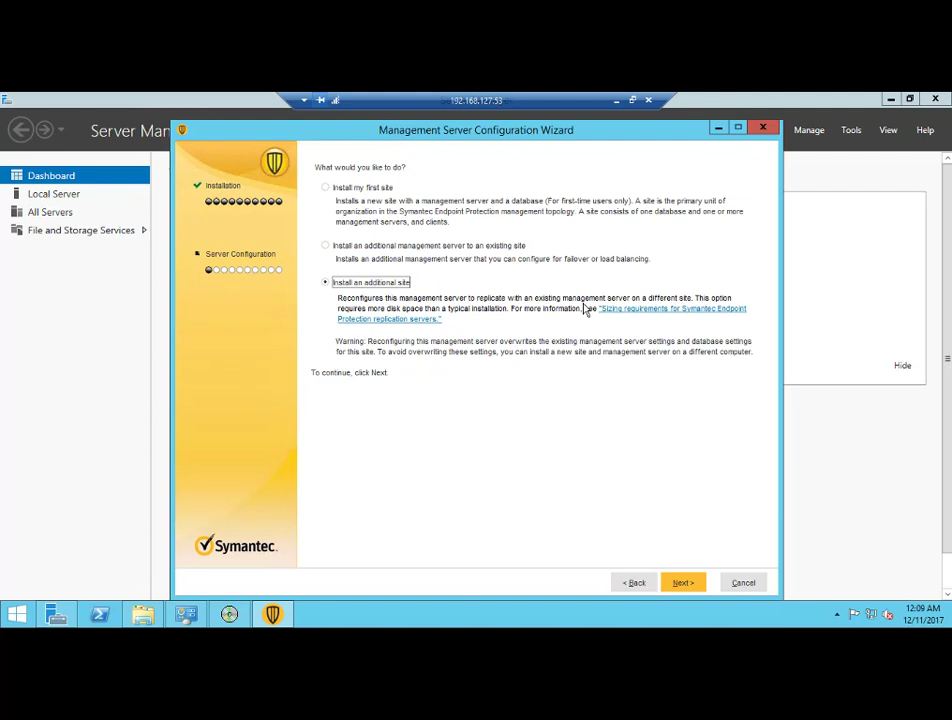 192.168.127.53
Server Man
Manage
Tools
View
Help
Management Server Configuration Wizard
Dashboard
Local Server
All Servers
File and Storage Services
Installation
Server Configuration
Symantec.
What would you like to do?
Install my first site
Installs a new site with a management server and a database (For first-time users only). A site is the primary unit of
organization in the Symantec Endpoint Protection management topology. A site consists of one database and one or more
management servers, and clients.
Install an additional management server to an existing site
Installs an additional management server that you can configure for failover or load balancing.
Install an additional site
Reconfigures this management server to replicate with an existing management server on a different site. This option
requires more disk space than a typical installation. For more information, see "Sizing requirements for Symantec Endpoint
Protection replication servers."
Warning: Reconfiguring this management server overwrites the existing management server settings and database settings
for this site. To avoid overwriting these settings, you can install a new site and management server on a different computer.
To continue, click Next.
Hide
< Back
Next >
Cancel
12:09 AM
12/11/2017